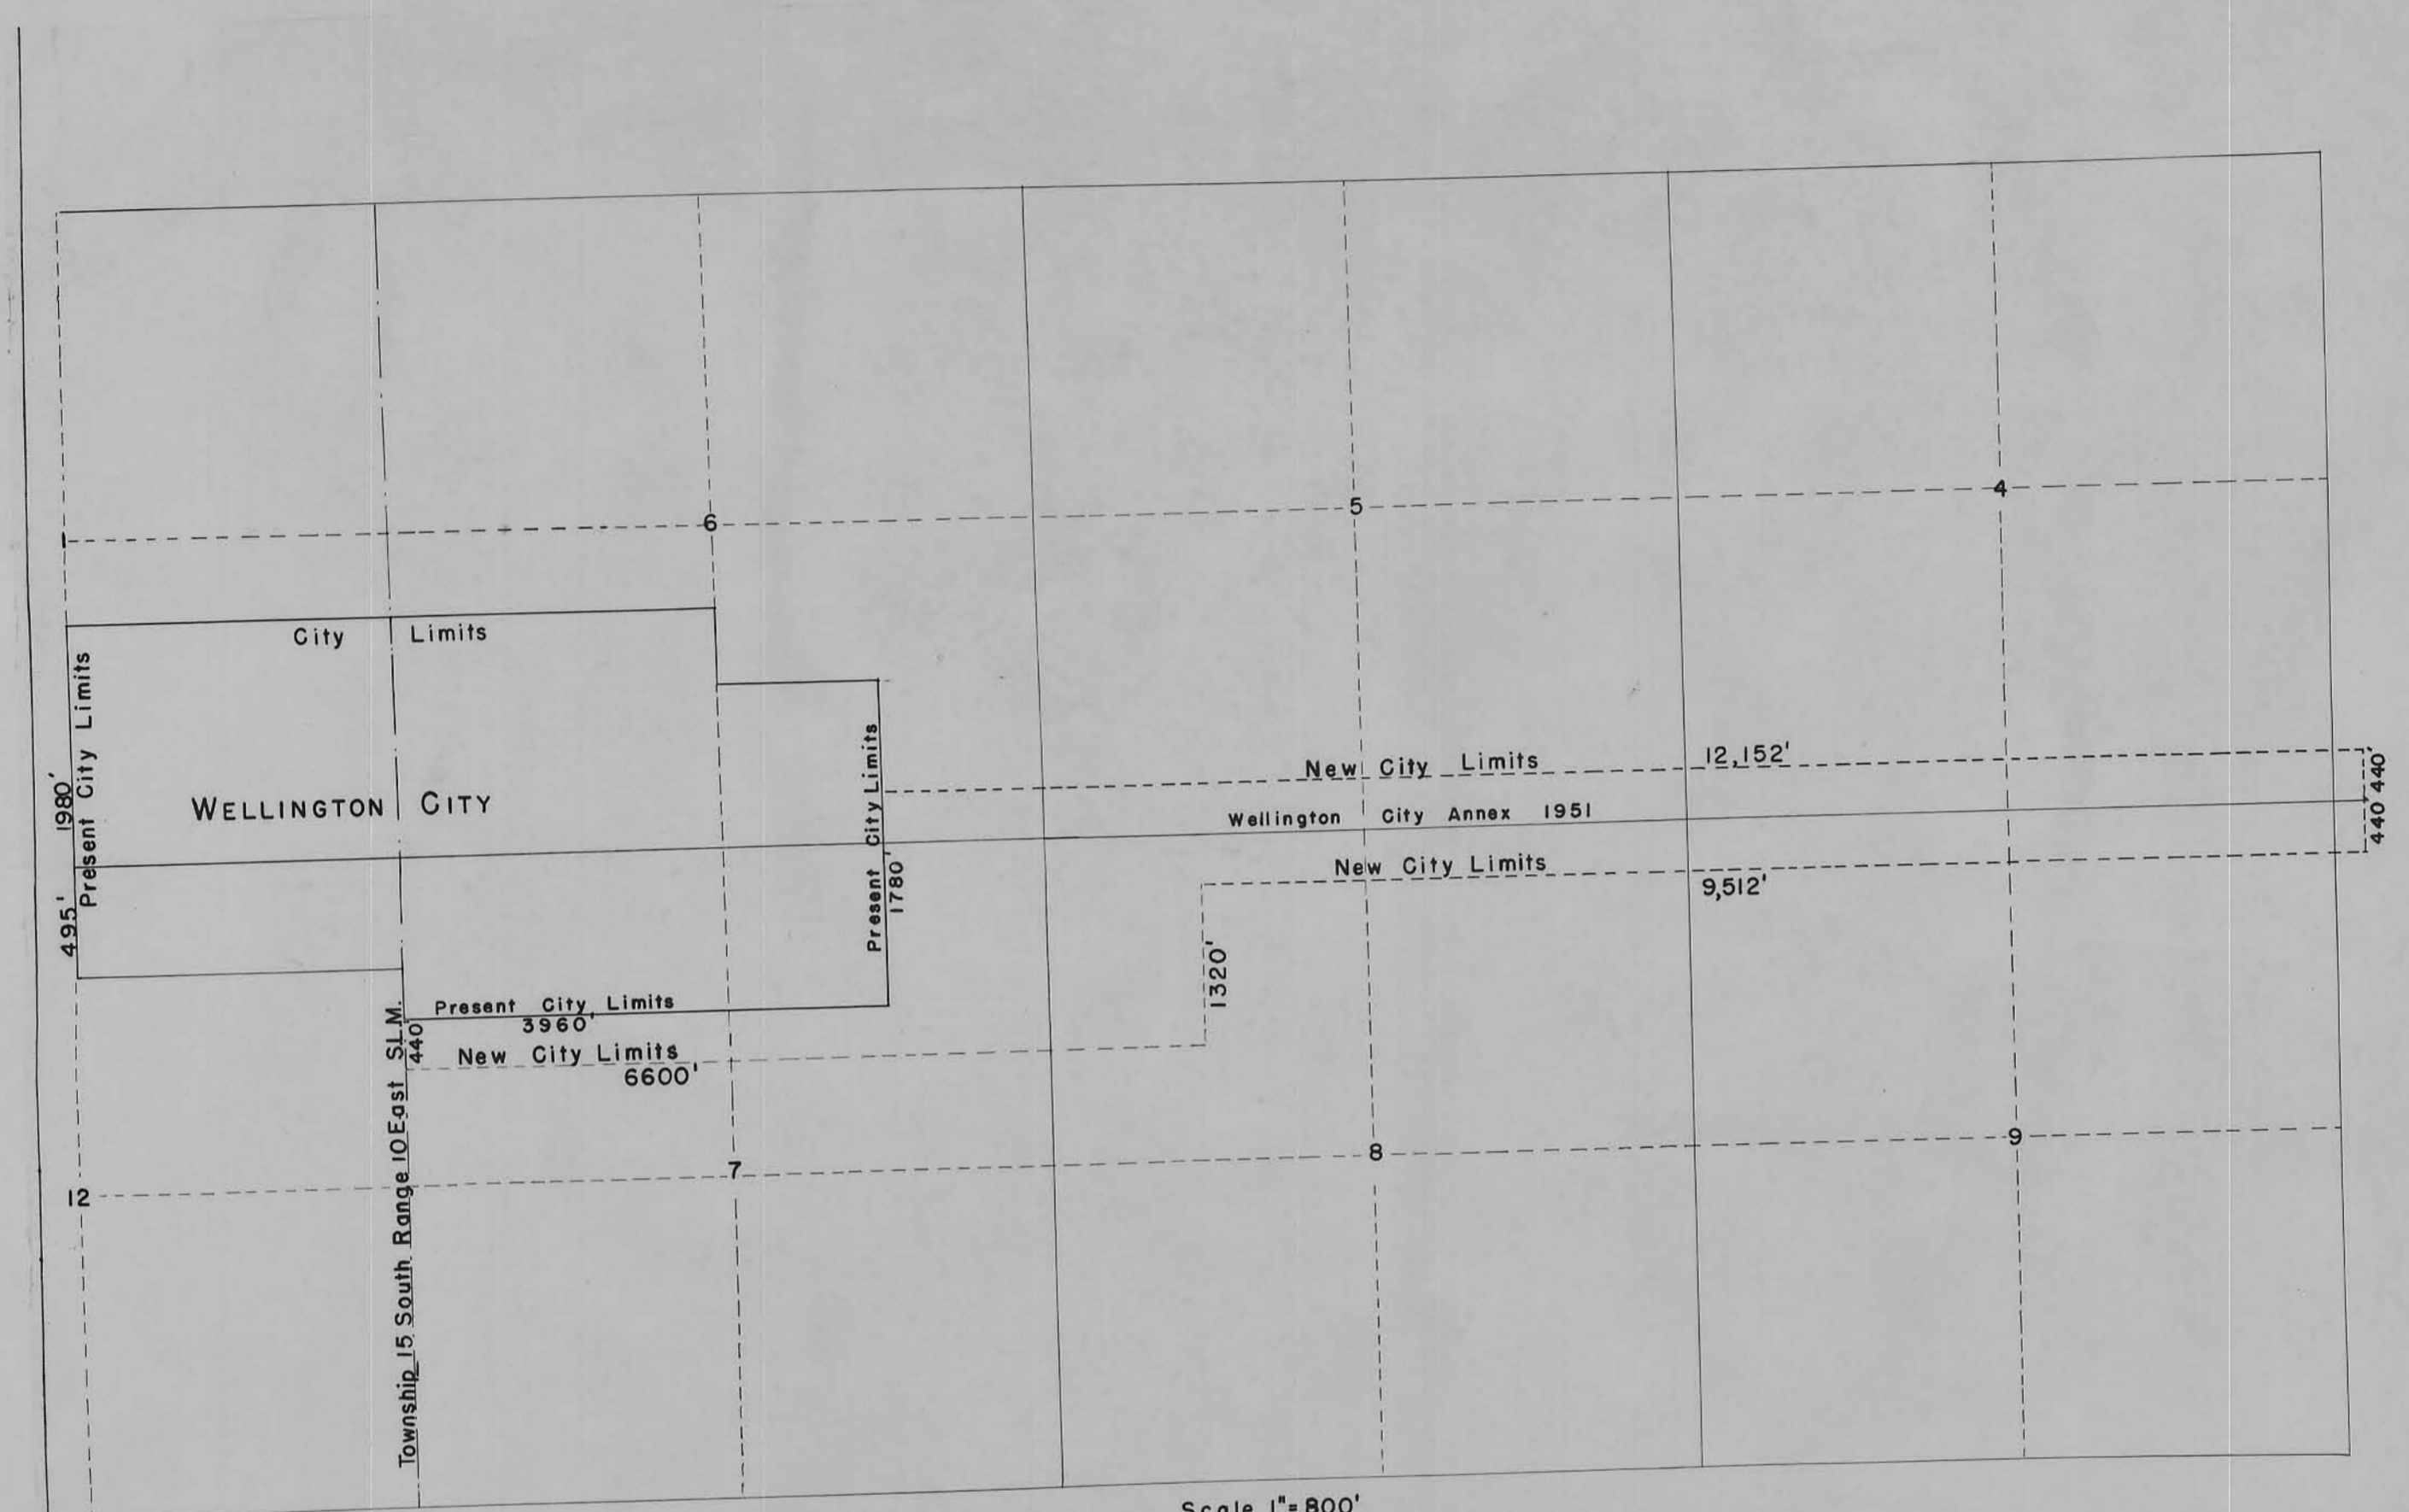 4
5
6
1
City Limits
Present City Limits
1980'
495'
WELLINGTON CITY
Present City Limits
1780'
New City Limits 12,152'
Wellington City Annex 1951
440' 440'
New City Limits
9,512'
1320'
Present City Limits
3960'
440'
New City Limits
6600'
Township 15 South Range 10 East S.L.M.
7
8
9
12
Scale 1"=800'